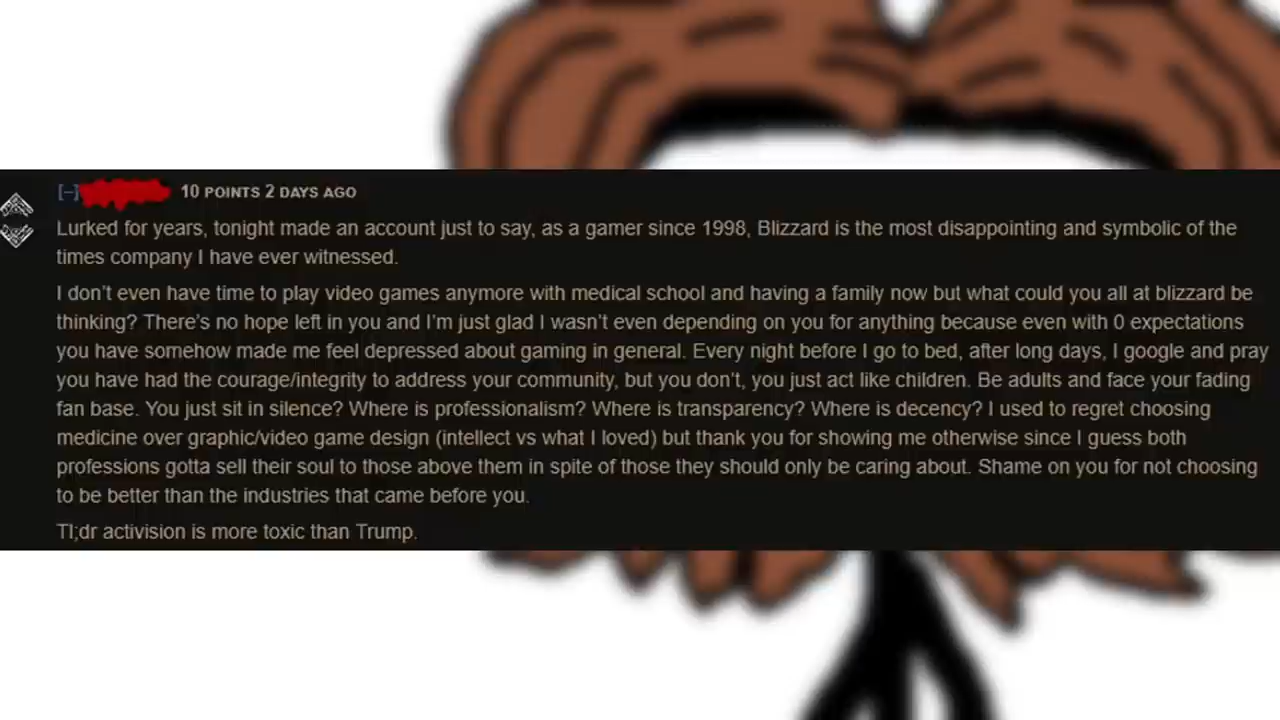 [–] 10 POINTS 2 DAYS AGO
Lurked for years, tonight made an account just to say, as a gamer since 1998, Blizzard is the most disappointing and symbolic of the
times company I have ever witnessed.
I don't even have time to play video games anymore with medical school and having a family now but what could you all at blizzard be
thinking? There's no hope left in you and I'm just glad I wasn't even depending on you for anything because even with 0 expectations
you have somehow made me feel depressed about gaming in general. Every night before I go to bed, after long days, I google and pray
you have had the courage/integrity to address your community, but you don't, you just act like children. Be adults and face your fading
fan base. You just sit in silence? Where is professionalism? Where is transparency? Where is decency? I used to regret choosing
medicine over graphic/video game design (intellect vs what I loved) but thank you for showing me otherwise since I guess both
professions gotta sell their soul to those above them in spite of those they should only be caring about. Shame on you for not choosing
to be better than the industries that came before you.
Tl;dr activision is more toxic than Trump.